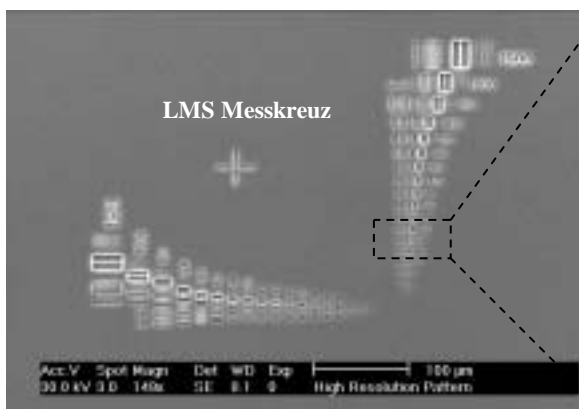 LMS Messkreuz
Acc.V Spot Magn Det WD Exp 100 µm
30.0 kV 3.0 148x SE 8.1 0 High Resolution Pattern